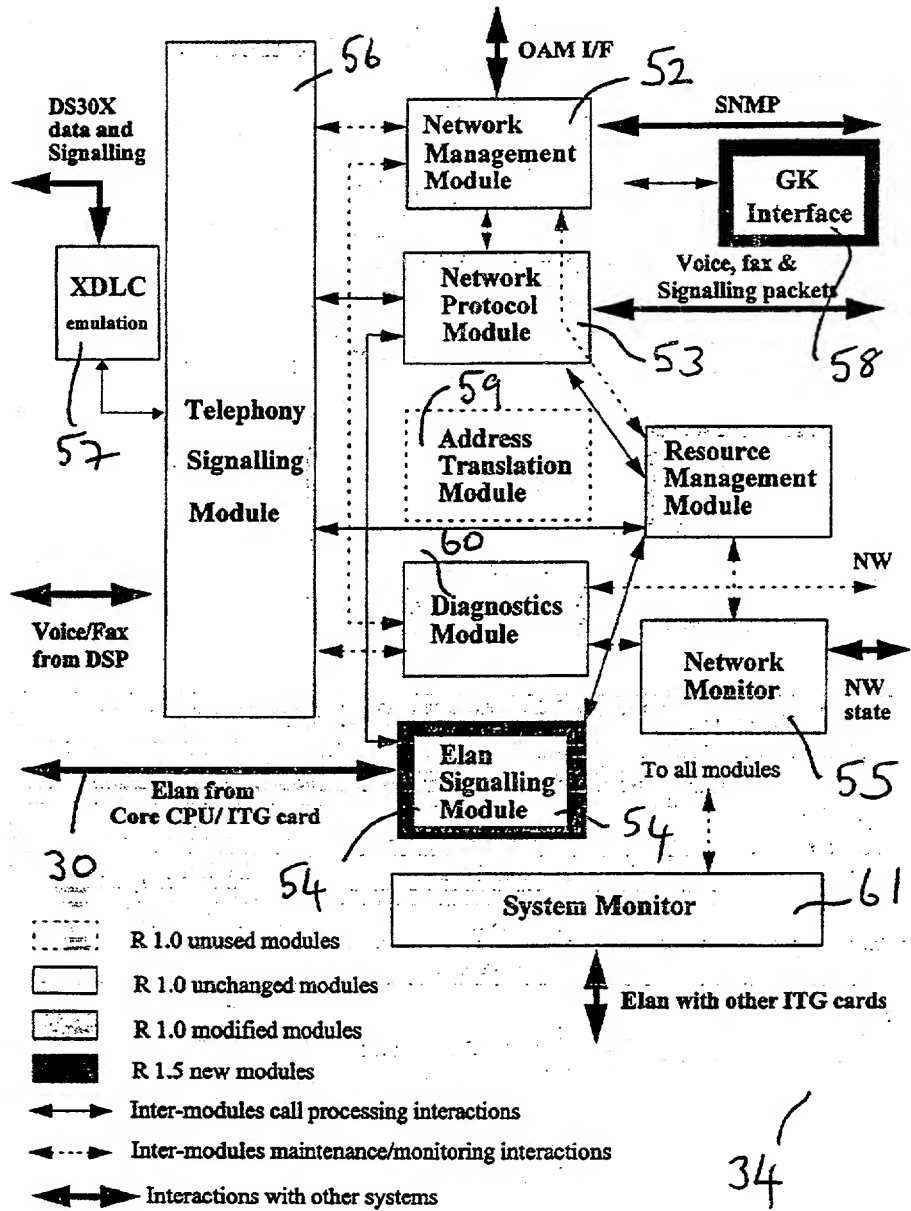 OAM I/F
56
52
DS30X
data and
Signalling
Network
Management
Module
SNMP
GK
Interface
XDLC
emulation
Network
Protocol
Module
Voice, fax &
Signalling packets
53
58
57
59
Telephony
Signalling
Module
Address
Translation
Module
Resource
Management
Module
60
NW
Diagnostics
Module
Voice/Fax
from DSP
Network
Monitor
NW
state
Elan
Signalling
Module
To all modules
55
Elan from
Core CPU/ ITG card
54
54
30
System Monitor
61
R 1.0 unused modules
R 1.0 unchanged modules
Elan with other ITG cards
R 1.0 modified modules
R 1.5 new modules
Inter-modules call processing interactions
Inter-modules maintenance/monitoring interactions
Interactions with other systems
34